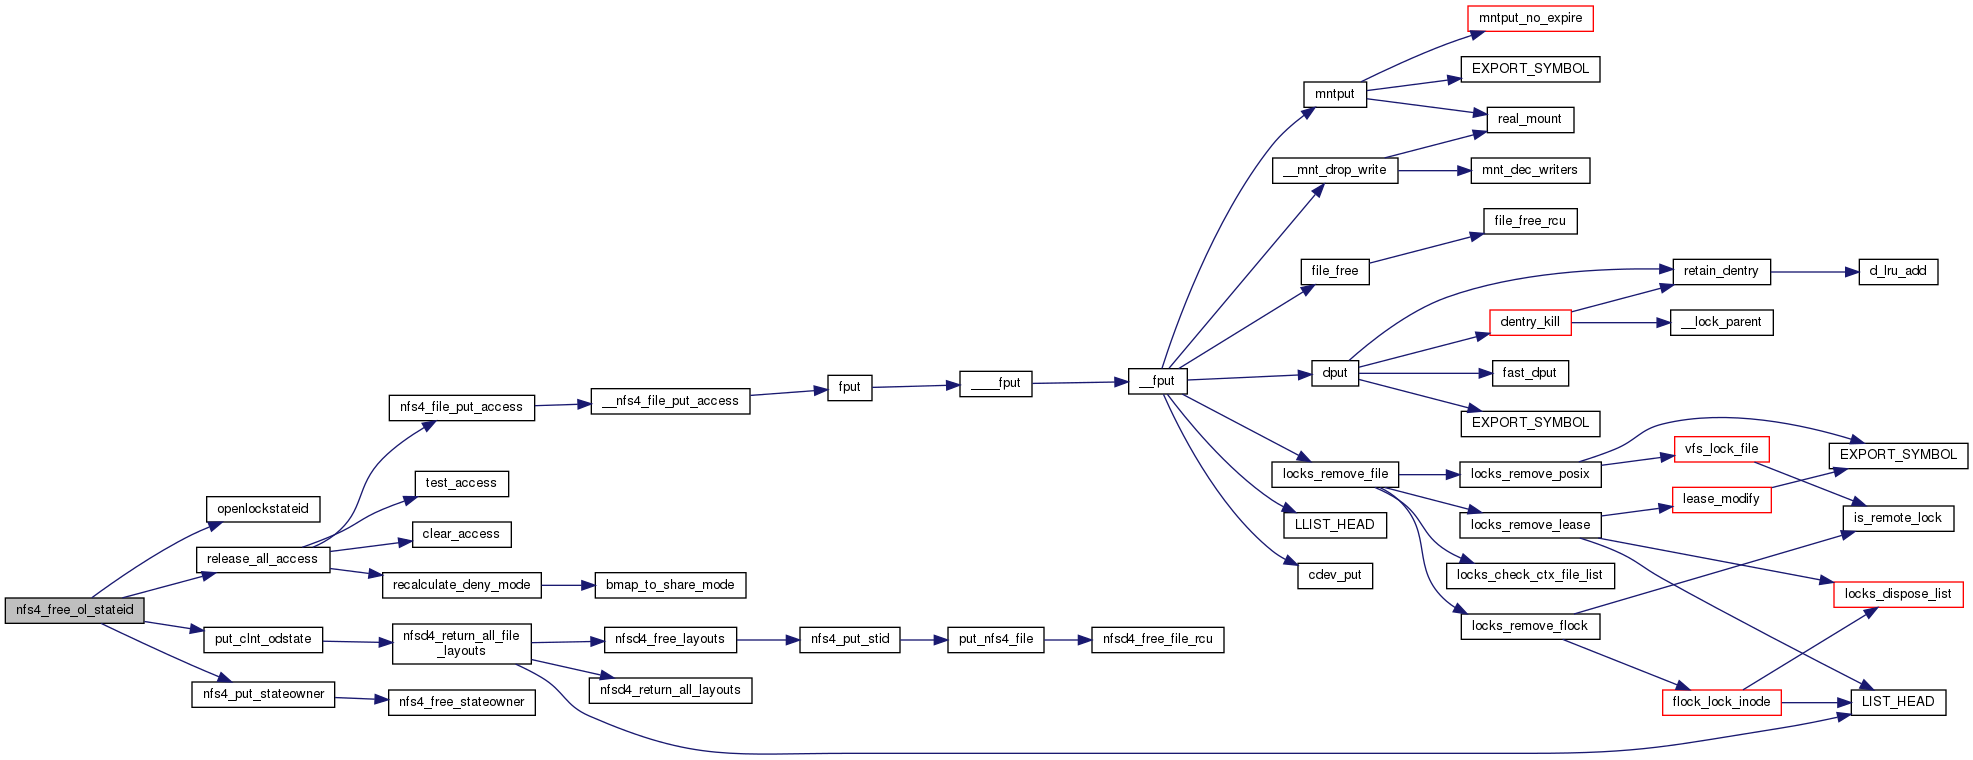 mntput_no_expire
EXPORT_SYMBOL
mntput
real_mount
__mnt_drop_write
mnt_dec_writers
file_free_rcu
file_free
retain_dentry
d_lru_add
dentry_kill
__lock_parent
dput
fast_dput
__fput
____fput
fput
__nfs4_file_put_access
nfs4_file_put_access
EXPORT_SYMBOL
vfs_lock_file
EXPORT_SYMBOL
locks_remove_file
locks_remove_posix
test_access
lease_modify
openlockstateid
is_remote_lock
LLIST_HEAD
locks_remove_lease
clear_access
release_all_access
cdev_put
locks_check_ctx_file_list
recalculate_deny_mode
bmap_to_share_mode
locks_dispose_list
nfs4_free_ol_stateid
locks_remove_flock
put_clnt_odstate
nfsd4_return_all_file
_layouts
nfsd4_free_layouts
nfs4_put_stid
put_nfs4_file
nfsd4_free_file_rcu
nfsd4_return_all_layouts
nfs4_put_stateowner
nfs4_free_stateowner
flock_lock_inode
LIST_HEAD